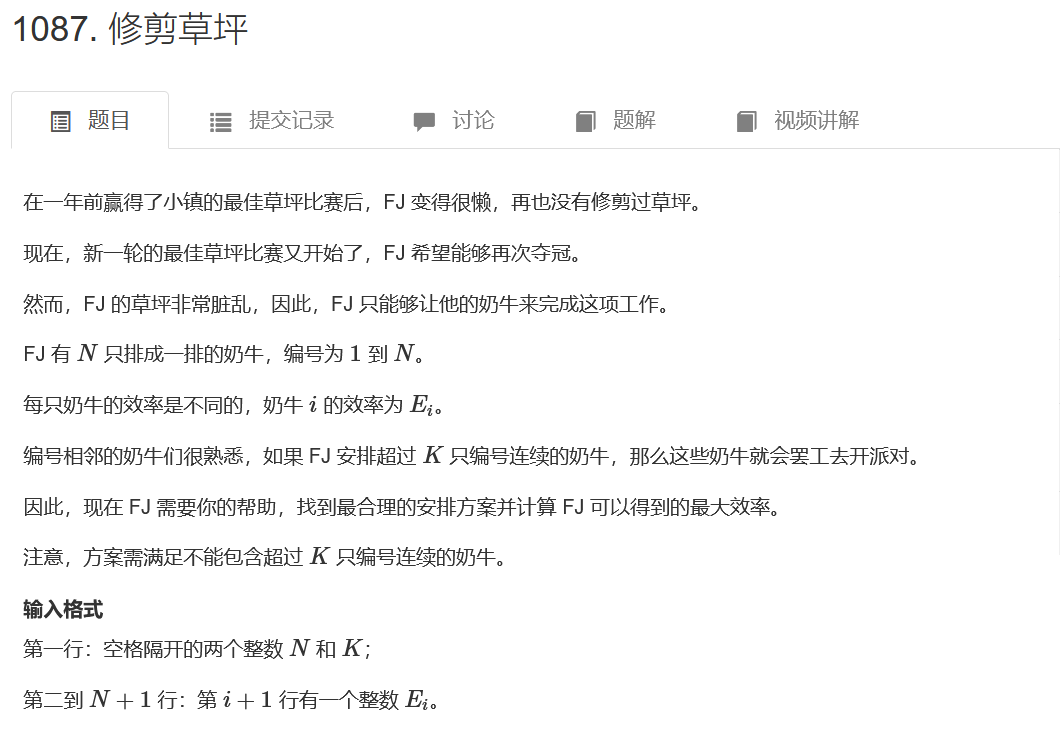 1087. 修剪草坪
题目 提交记录 讨论 题解 视频讲解
在一年前赢得了小镇的最佳草坪比赛后，FJ 变得很懒，再也没有修剪过草坪。
现在，新一轮的最佳草坪比赛又开始了，FJ 希望能够再次夺冠。
然而，FJ 的草坪非常脏乱，因此，FJ 只能够让他的奶牛来完成这项工作。
FJ 有 N 只排成一排的奶牛，编号为 1 到 N。
每只奶牛的效率是不同的，奶牛 i 的效率为 E_i。
编号相邻的奶牛们很熟悉，如果 FJ 安排超过 K 只编号连续的奶牛，那么这些奶牛就会罢工去开派对。
因此，现在 FJ 需要你的帮助，找到最合理的安排方案并计算 FJ 可以得到的最大效率。
注意，方案需满足不能包含超过 K 只编号连续的奶牛。
输入格式
第一行：空格隔开的两个整数 N 和 K；
第二到 N + 1 行：第 i + 1 行有一个整数 E_i。